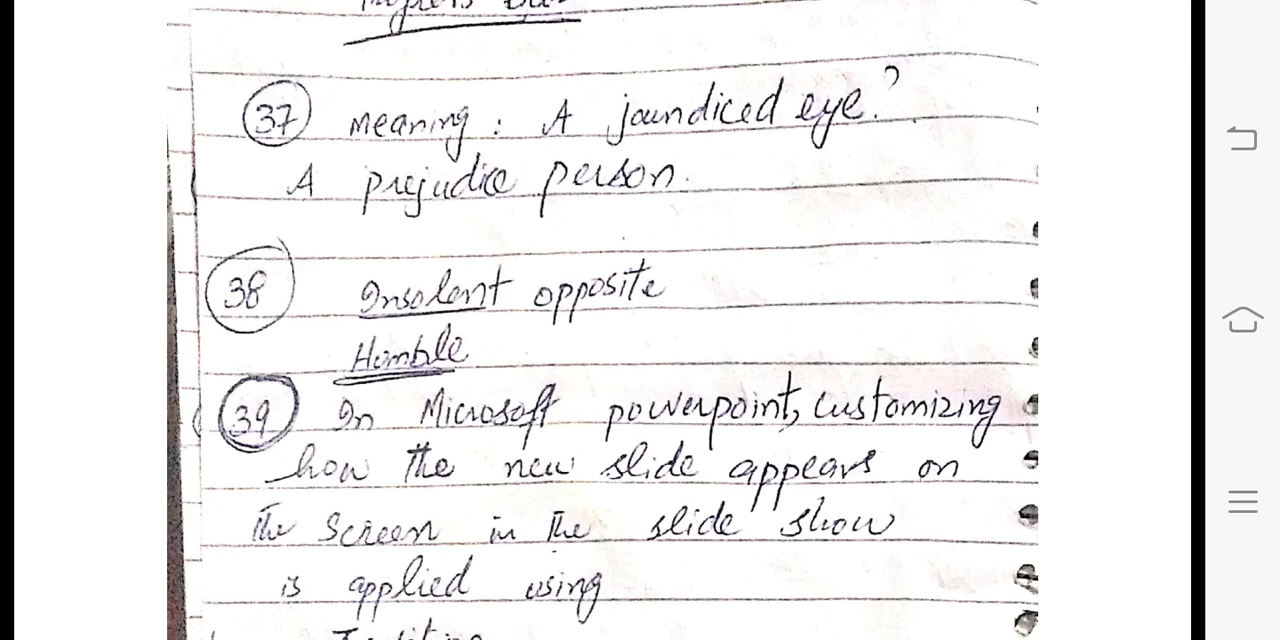 37 meaning : A jaundiced eye.?
A prejudice person.
38 Insolent opposite
Humble
39 In Microsoft powerpoint, customizing
how the new slide appears on
the screen in the slide show
is applied using